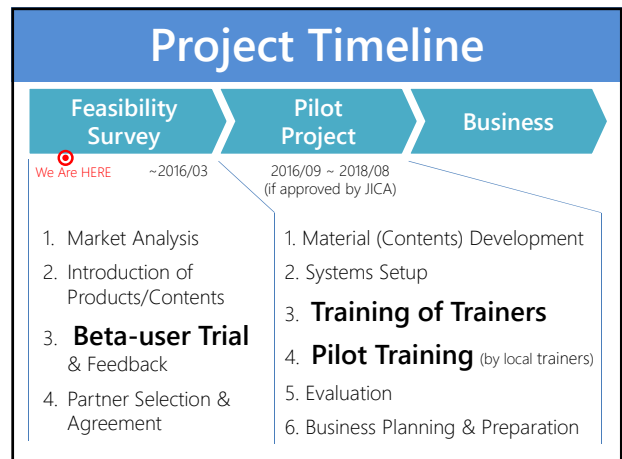 Project Timeline
Feasibility
Survey
Pilot
Project
Business
We Are HERE
~2016/03
2016/09 ~ 2018/08
(if approved by JICA)
1. Market Analysis
2. Introduction of
Products/Contents
3. Beta-user Trial
& Feedback
4. Partner Selection &
Agreement
1. Material (Contents) Development
2. Systems Setup
3. Training of Trainers
4. Pilot Training (by local trainers)
5. Evaluation
6. Business Planning & Preparation